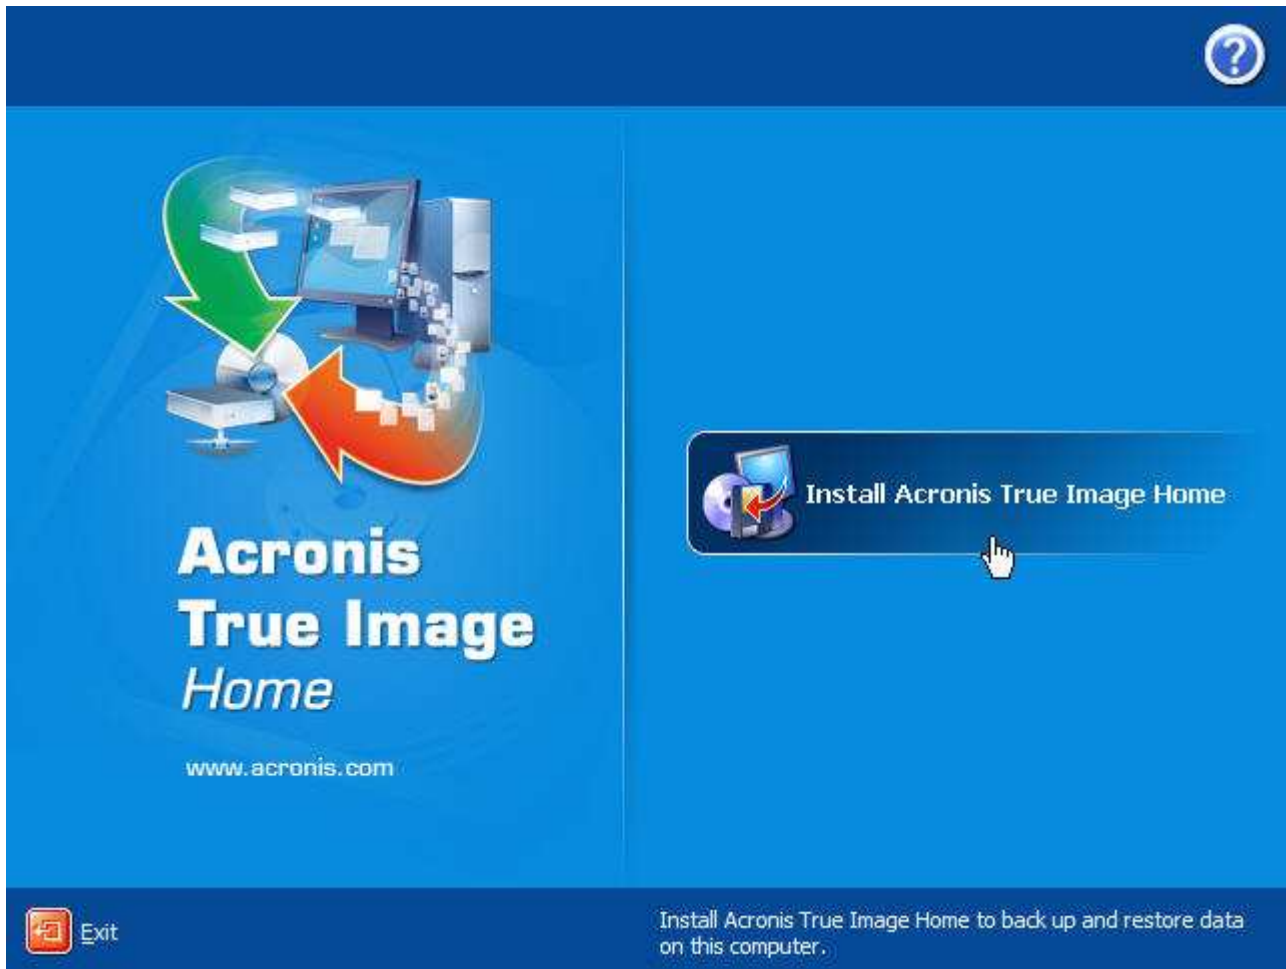 ?
Install Acronis True Image Home
Acronis
True Image
Home
www.acronis.com
Exit
Install Acronis True Image Home to back up and restore data
on this computer.